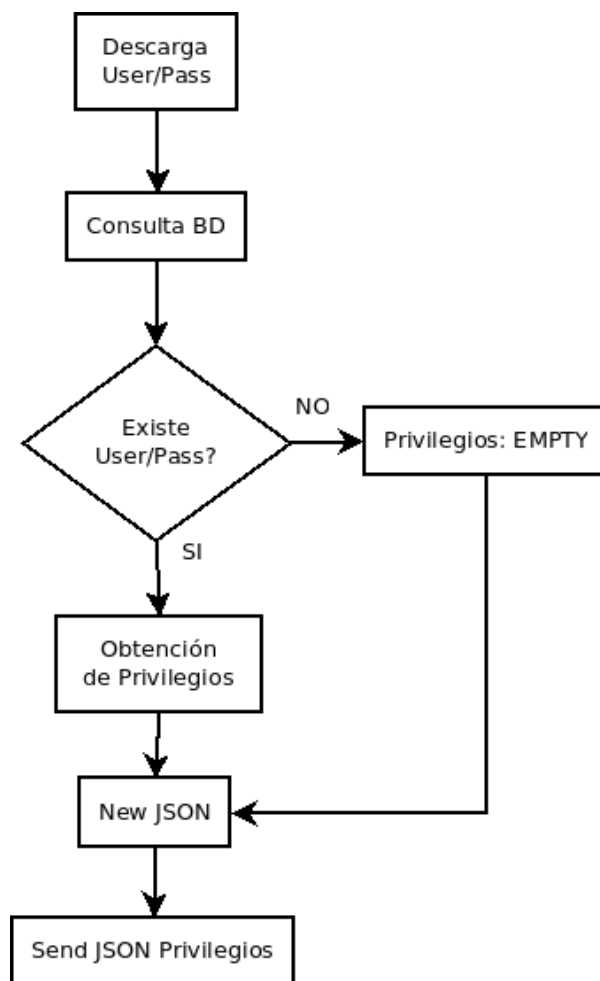 Descarga
User/Pass
Consulta BD
Existe
User/Pass?
NO
Privilegios: EMPTY
SI
Obtención
de Privilegios
New JSON
Send JSON Privilegios